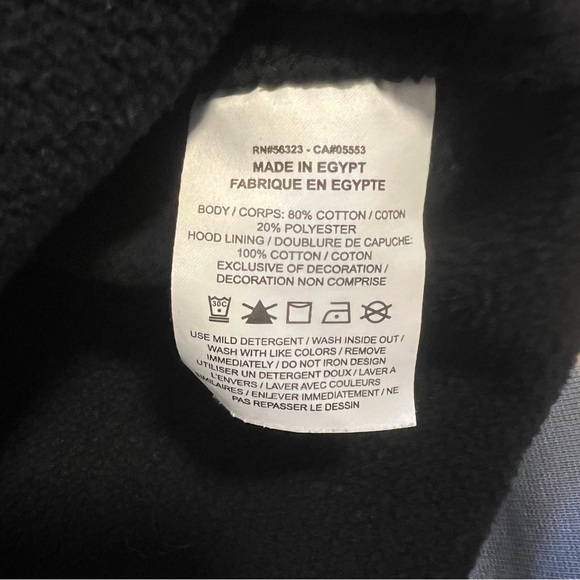 RN#56323 - CA#05553
MADE IN EGYPT
FABRIQUE EN EGYPTE
BODY / CORPS: 80% COTTON / COTON
20% POLYESTER
HOOD LINING / DOUBLURE DE CAPUCHE:
100% COTTON / COTON
EXCLUSIVE OF DECORATION /
DECORATION NON COMPRISE
30C
USE MILD DETERGENT / WASH INSIDE OUT /
WASH WITH LIKE COLORS / REMOVE
IMMEDIATELY / DO NOT IRON DESIGN
UTILISER UN DETERGENT DOUX / LAVER A
L'ENVERS / LAVER AVEC COULEURS
SIMILAIRES / ENLEVER IMMEDIATEMENT / NE
PAS REPASSER LE DESSIN